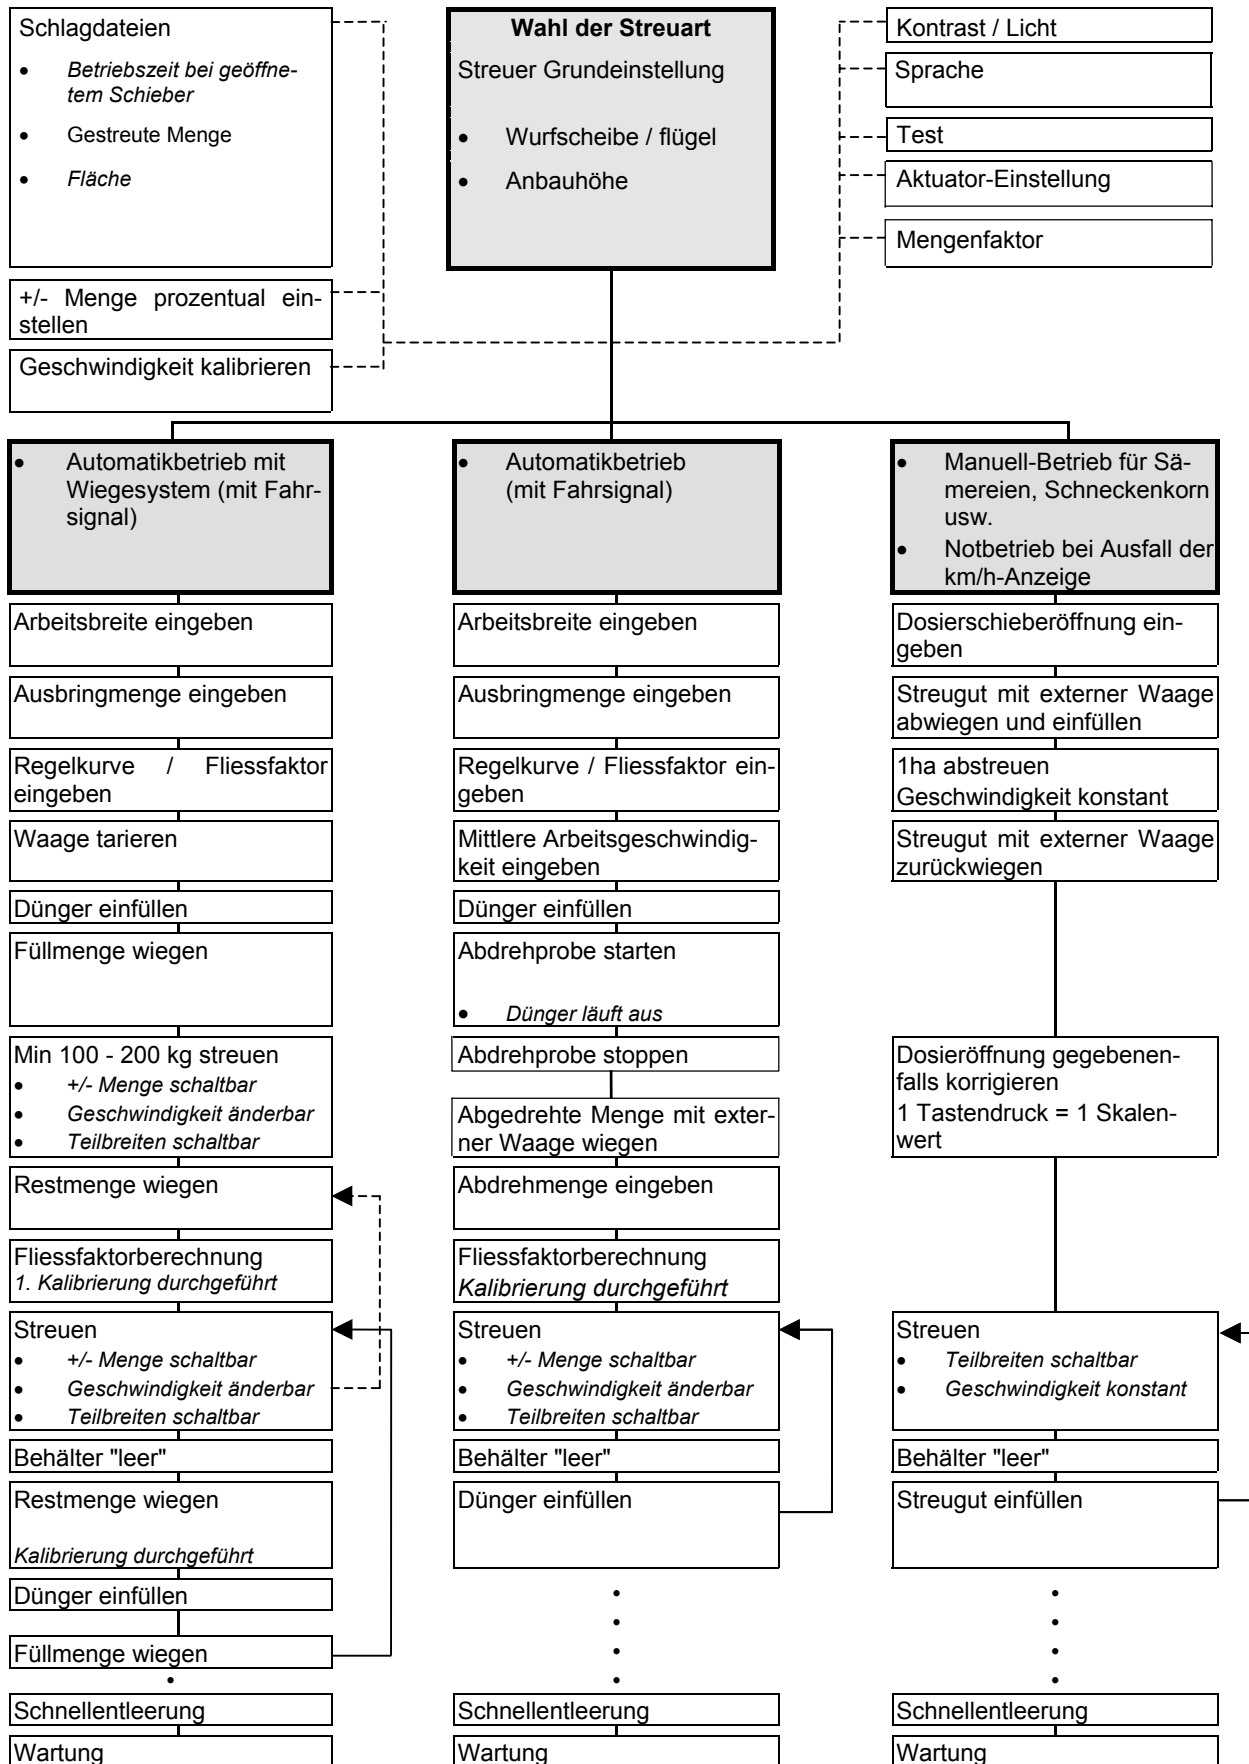 Schlagdateien
• Betriebszeit bei geöffne-
tem Schieber
• Gestreute Menge
• Fläche
+/- Menge prozentual ein-
stellen
Geschwindigkeit kalibrieren
Wahl der Streuart
Streuer Grundeinstellung
• Wurfscheibe / flügel
• Anbauhöhe
Kontrast / Licht
Sprache
Test
Aktuator-Einstellung
Mengenfaktor
• Automatikbetrieb mit
Wiegesystem (mit Fahr-
signal)
Arbeitsbreite eingeben
Ausbringmenge eingeben
Regelkurve / Fliessfaktor
eingeben
Waage tarieren
Dünger einfüllen
Füllmenge wiegen
Min 100 - 200 kg streuen
• +/- Menge schaltbar
• Geschwindigkeit änderbar
• Teilbreiten schaltbar
Restmenge wiegen
Fliessfaktorberechnung
1. Kalibrierung durchgeführt
Streuen
• +/- Menge schaltbar
• Geschwindigkeit änderbar
• Teilbreiten schaltbar
Behälter "leer"
Restmenge wiegen
Kalibrierung durchgeführt
Dünger einfüllen
Füllmenge wiegen
Schnellentleerung
Wartung
• Automatikbetrieb
(mit Fahrsignal)
Arbeitsbreite eingeben
Ausbringmenge eingeben
Regelkurve / Fliessfaktor ein-
geben
Mittlere Arbeitsgeschwindig-
keit eingeben
Dünger einfüllen
Abdrehprobe starten
• Dünger läuft aus
Abdrehprobe stoppen
Abgedrehte Menge mit exter-
ner Waage wiegen
Abdrehmenge eingeben
Fliessfaktorberechnung
Kalibrierung durchgeführt
Streuen
• +/- Menge schaltbar
• Geschwindigkeit änderbar
• Teilbreiten schaltbar
Behälter "leer"
Dünger einfüllen
Schnellentleerung
Wartung
• Manuell-Betrieb für Sä-
mereien, Schneckenkorn
usw.
• Notbetrieb bei Ausfall der
km/h-Anzeige
Dosierschieberöffnung ein-
geben
Streugut mit externer Waage
abwiegen und einfüllen
1ha abstreuen
Geschwindigkeit konstant
Streugut mit externer Waage
zurückwiegen
Dosieröffnung gegebenen-
falls korrigieren
1 Tastendruck = 1 Skalen-
wert
Streuen
• Teilbreiten schaltbar
• Geschwindigkeit konstant
Behälter "leer"
Streugut einfüllen
Schnellentleerung
Wartung